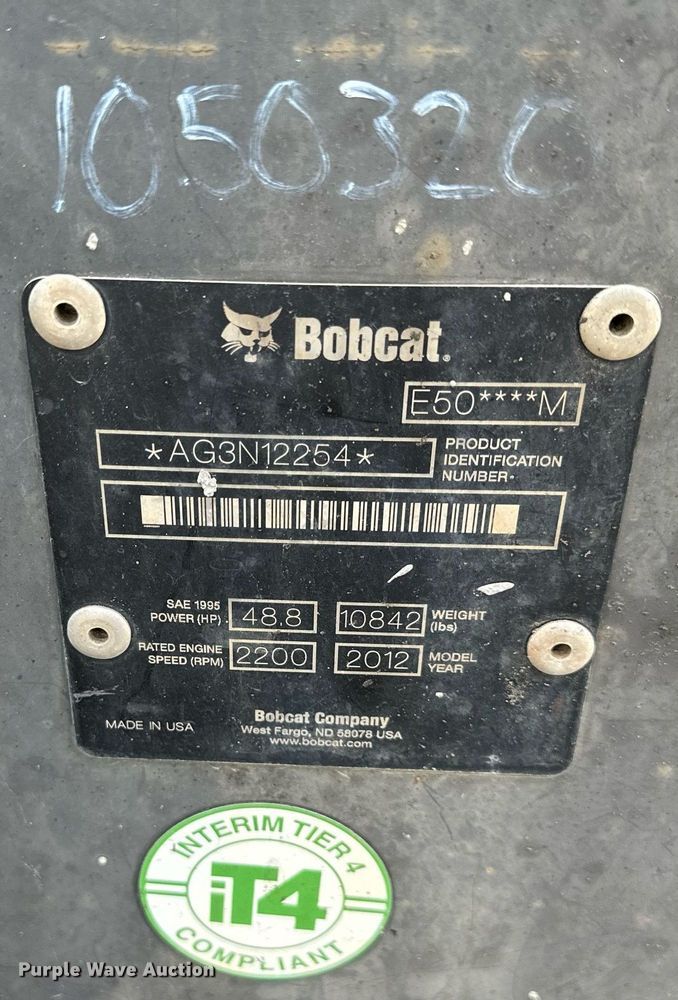 1050320
Bobcat.
E50****M
*AG3N12254*
PRODUCT
IDENTIFICATION
NUMBER
SAE 1995
POWER (HP)
48.8
10842
WEIGHT
(lbs)
RATED ENGINE
SPEED (RPM)
2200
2012
MODEL
YEAR
MADE IN USA
Bobcat Company
West Fargo, ND 58078 USA
www.bobcat.com
INTERIM TIER 4
iT4
COMPLIANT
Purple Wave Auction